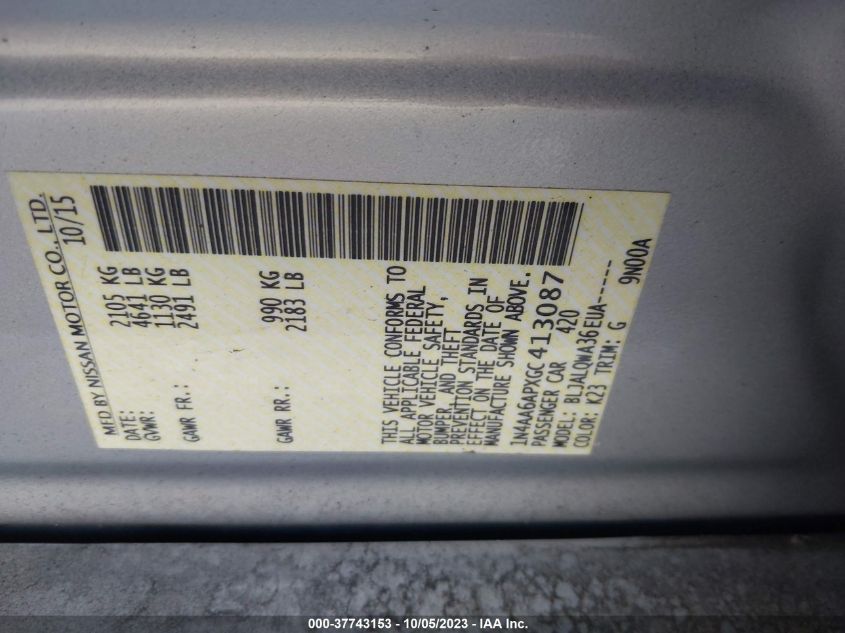 MFD BY NISSAN MOTOR CO., LTD.
DATE: 10/15
GVWR: 2105 KG
4641 LB
GAWR FR.: 1130 KG
2491 LB
GAWR RR.: 990 KG
2183 LB
THIS VEHICLE CONFORMS TO
ALL APPLICABLE FEDERAL
MOTOR VEHICLE SAFETY,
BUMPER, AND THEFT
PREVENTION STANDARDS IN
EFFECT ON THE DATE OF
MANUFACTURE SHOWN ABOVE.
1N4AA6APXGC413087
PASSENGER CAR 420
MODEL: BLJALQWA36EUA-----
COLOR: K23 TRIM: G 9N00A
000-37743153 - 10/05/2023 - IAA Inc.